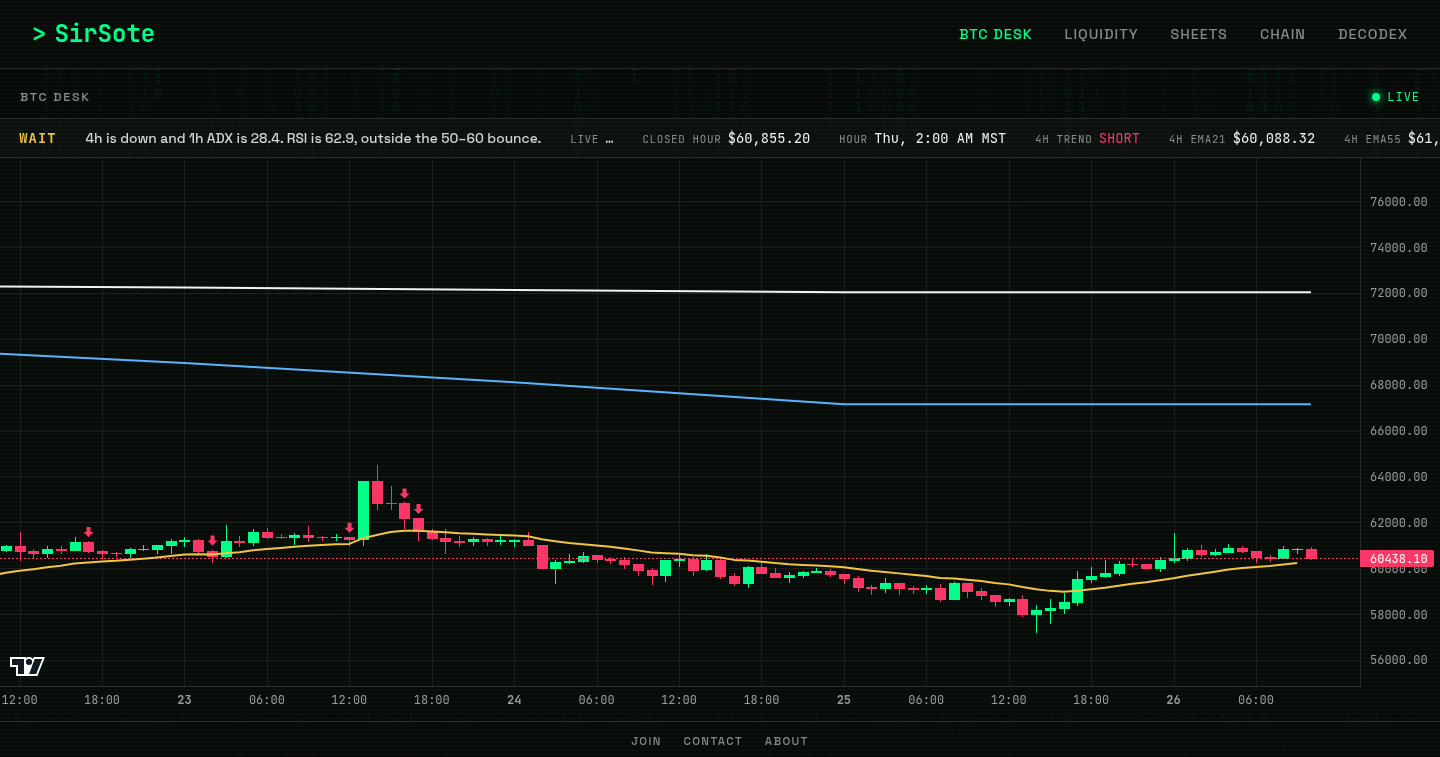 > SirSote
BTC DESK LIQUIDITY SHEETS CHAIN DECODEX
BTC DESK
LIVE
WAIT 4h is down and 1h ADX is 28.4. RSI is 62.9, outside the 50–60 bounce. LIVE … CLOSED HOUR $60,855.20 HOUR Thu, 2:00 AM MST 4H TREND SHORT 4H EMA21 $60,088.32 4H EMA55 $61,
76000.00
74000.00
72000.00
70000.00
68000.00
66000.00
64000.00
62000.00
60438.10
60000.00
58000.00
56000.00
12:00 18:00 23 06:00 12:00 18:00 24 06:00 12:00 18:00 25 06:00 12:00 18:00 26 06:00
JOIN CONTACT ABOUT